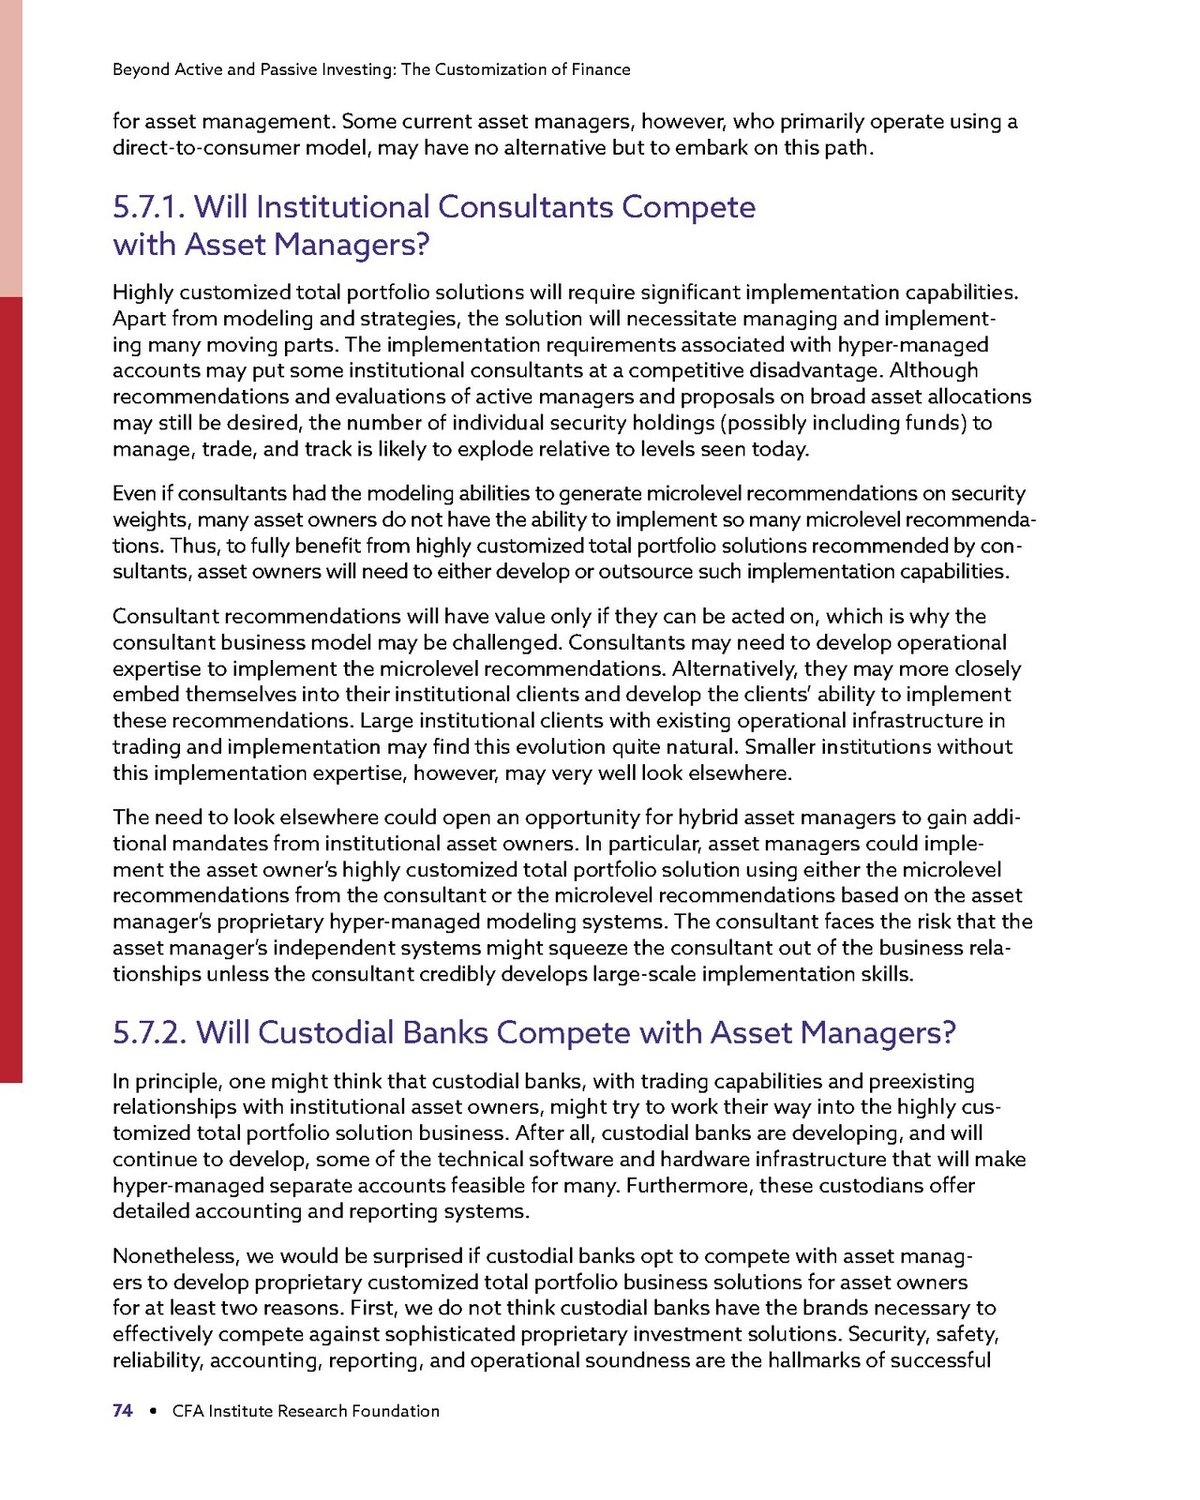 Beyond Active and Passive Investing: The Customization of Finance
for asset management. Some current asset managers, however, who primarily operate using a
direct-to-consumer model, may have no alternative but to embark on this path.
5.7.1. Will Institutional Consultants Compete
with Asset Managers?
Highly customized total portfolio solutions will require significant implementation capabilities.
Apart from modeling and strategies, the solution will necessitate managing and implement-
ing many moving parts. The implementation requirements associated with hyper-managed
accounts may put some institutional consultants at a competitive disadvantage. Although
recommendations and evaluations of active managers and proposals on broad asset allocations
may still be desired, the number of individual security holdings (possibly including funds) to
manage, trade, and track is likely to explode relative to levels seen today.
Even if consultants had the modeling abilities to generate microlevel recommendations on security
weights, many asset owners do not have the ability to implement so many microlevel recommenda-
tions. Thus, to fully benefit from highly customized total portfolio solutions recommended by con-
sultants, asset owners will need to either develop or outsource such implementation capabilities.
Consultant recommendations will have value only if they can be acted on, which is why the
consultant business model may be challenged. Consultants may need to develop operational
expertise to implement the microlevel recommendations. Alternatively, they may more closely
embed themselves into their institutional clients and develop the clients’ ability to implement
these recommendations. Large institutional clients with existing operational infrastructure in
trading and implementation may find this evolution quite natural. Smaller institutions without
this implementation expertise, however, may very well look elsewhere.
The need to look elsewhere could open an opportunity for hybrid asset managers to gain addi-
tional mandates from institutional asset owners. In particular, asset managers could imple-
ment the asset owner’s highly customized total portfolio solution using either the microlevel
recommendations from the consultant or the microlevel recommendations based on the asset
manager’s proprietary hyper-managed modeling systems. The consultant faces the risk that the
asset manager’s independent systems might squeeze the consultant out of the business rela-
tionships unless the consultant credibly develops large-scale implementation skills.
5.7.2. Will Custodial Banks Compete with Asset Managers?
In principle, one might think that custodial banks, with trading capabilities and preexisting
relationships with institutional asset owners, might try to work their way into the highly cus-
tomized total portfolio solution business. After all, custodial banks are developing, and will
continue to develop, some of the technical software and hardware infrastructure that will make
hyper-managed separate accounts feasible for many. Furthermore, these custodians offer
detailed accounting and reporting systems.
Nonetheless, we would be surprised if custodial banks opt to compete with asset manag-
ers to develop proprietary customized total portfolio business solutions for asset owners
for at least two reasons. First, we do not think custodial banks have the brands necessary to
effectively compete against sophisticated proprietary investment solutions. Security, safety,
reliability, accounting, reporting, and operational soundness are the hallmarks of successful
74 • CFA Institute Research Foundation